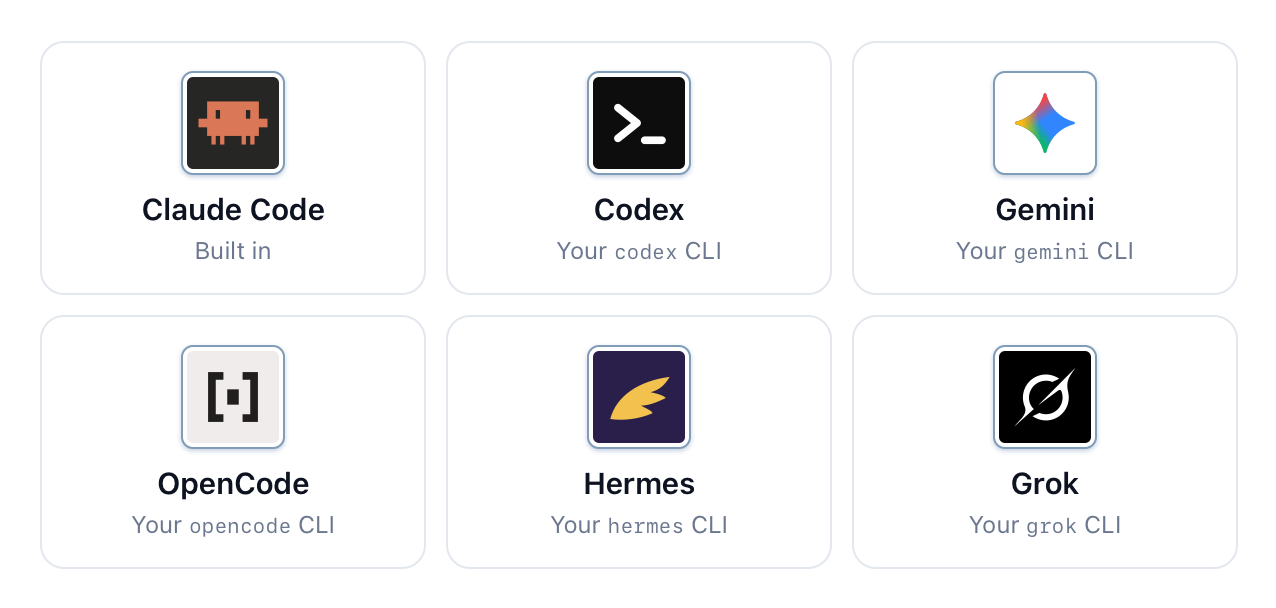 Claude Code
Built in
Codex
Your codex CLI
Gemini
Your gemini CLI
OpenCode
Your opencode CLI
Hermes
Your hermes CLI
Grok
Your grok CLI